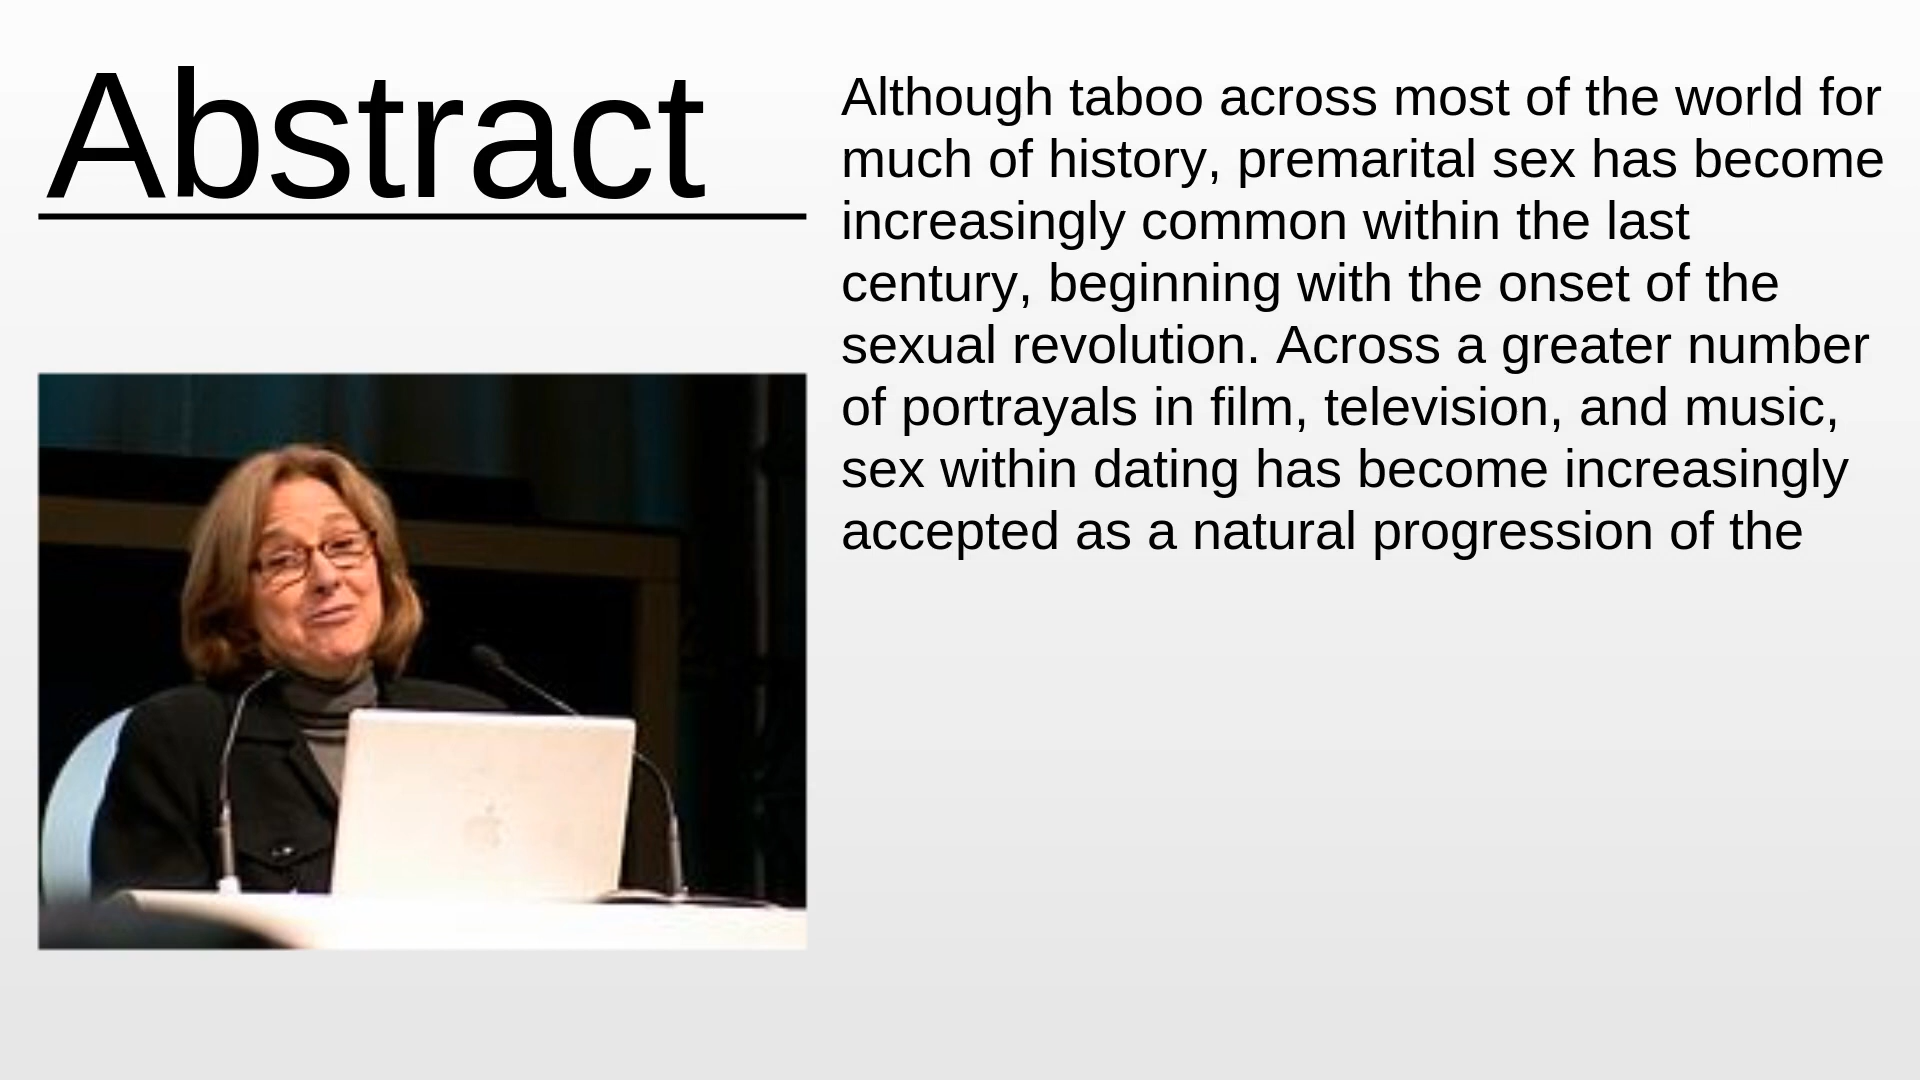 Abstract
Although taboo across most of the world for
much of history, premarital sex has become
increasingly common within the last
century, beginning with the onset of the
sexual revolution. Across a greater number
of portrayals in film, television, and music,
sex within dating has become increasingly
accepted as a natural progression of the